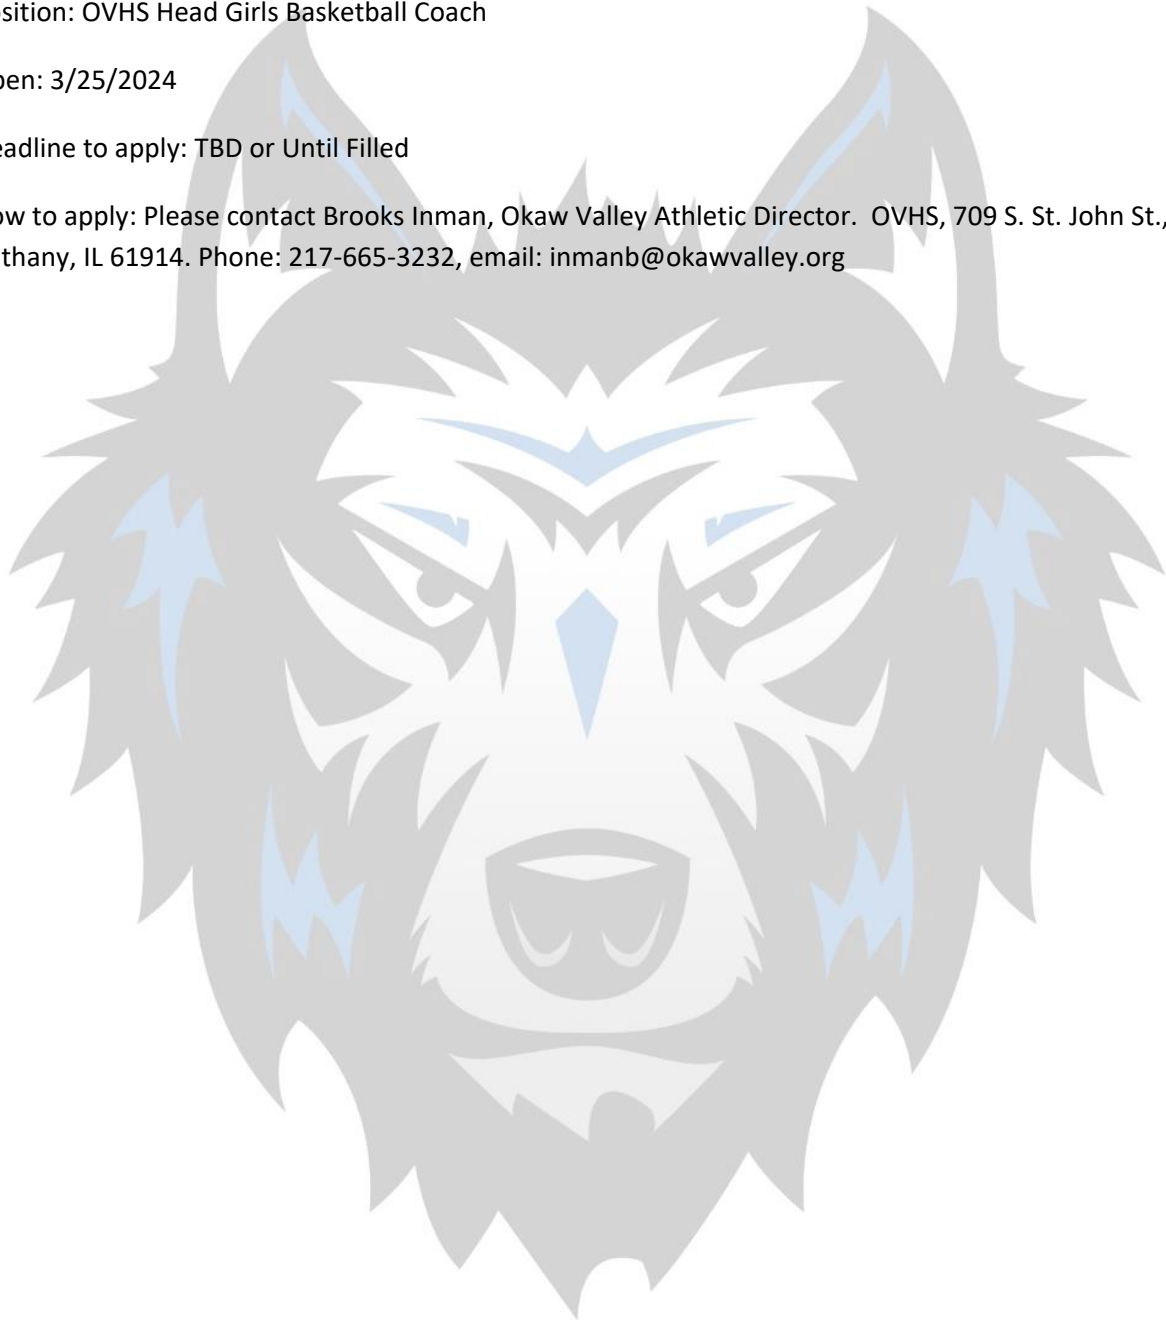 sition: OVHS Head Girls Basketball Coach
pen: 3/25/2024
eadline to apply: TBD or Until Filled
ow to apply: Please contact Brooks Inman, Okaw Valley Athletic Director.  OVHS, 709 S. St. John St.,
thany, IL 61914. Phone: 217-665-3232, email: inmanb@okawvalley.org